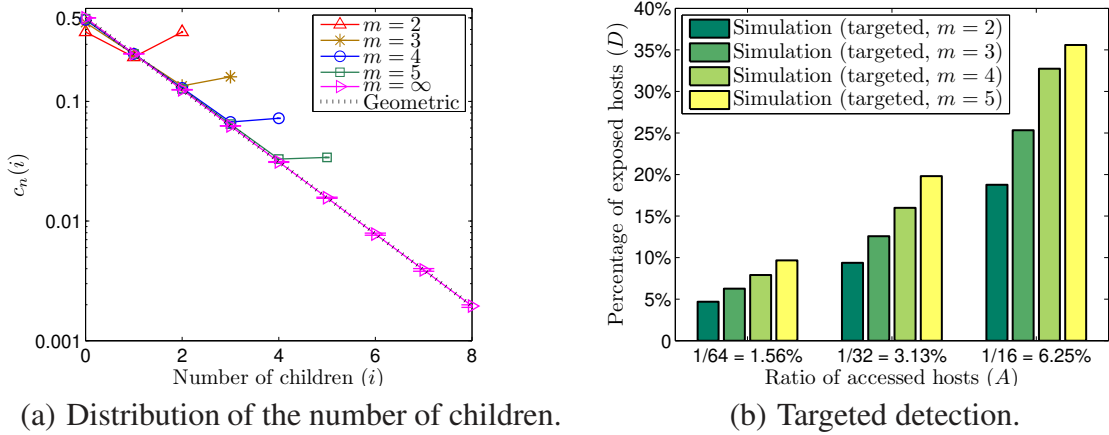 0.5
0.1
0.01
0.001
c_n(i)
0 2 4 6 8
Number of children (i)
m = 2
m = 3
m = 4
m = 5
m = ∞
Geometric
(a) Distribution of the number of children.
40%
35%
30%
25%
20%
15%
10%
5%
0
Percentage of exposed hosts (D)
Simulation (targeted, m = 2)
Simulation (targeted, m = 3)
Simulation (targeted, m = 4)
Simulation (targeted, m = 5)
1/64 = 1.56% 1/32 = 3.13% 1/16 = 6.25%
Ratio of accessed hosts (A)
(b) Targeted detection.